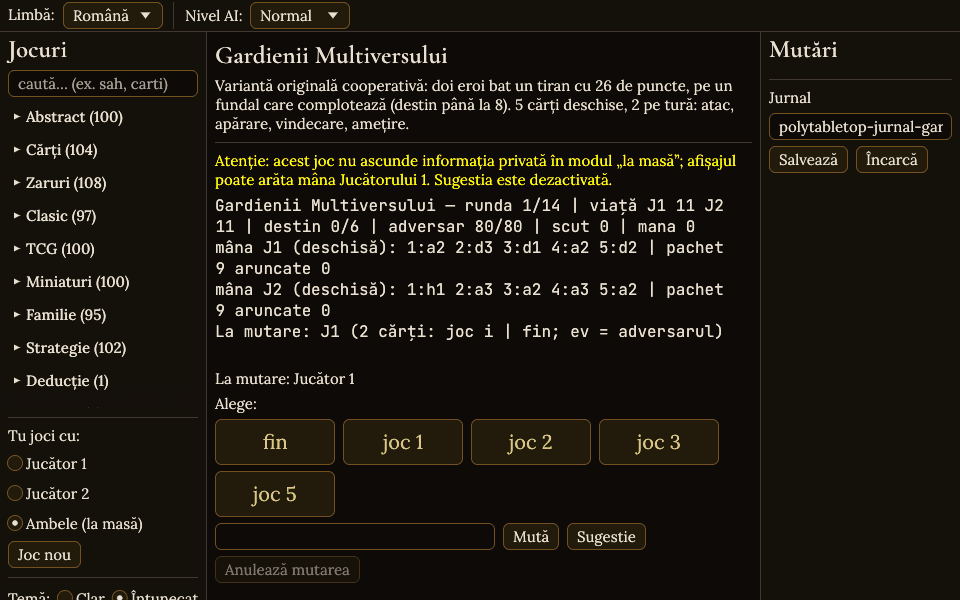 Limbă: Română ▼ Nivel AI: Normal ▼
Jocuri
caută... (ex. sah, carti)
▸ Abstract (100)
▸ Cărți (104)
▸ Zaruri (108)
▸ Clasic (97)
▸ TCG (100)
▸ Miniaturi (100)
▸ Familie (95)
▸ Strategie (102)
▸ Deducție (1)
Tu joci cu:
Jucător 1
Jucător 2
Ambele (la masă)
Joc nou
Temă: Clar Întunecat
Gardienii Multiversului
Variantă originală cooperativă: doi eroi bat un tiran cu 26 de puncte, pe un
fundal care complotează (destin până la 8). 5 cărți deschise, 2 pe tură: atac,
apărare, vindecare, amețire.
Atenție: acest joc nu ascunde informația privată în modul „la masă”; afișajul
poate arăta mâna Jucătorului 1. Sugestia este dezactivată.
Gardienii Multiversului — runda 1/14 | viață J1 11 J2
11 | destin 0/6 | adversar 80/80 | scut 0 | mana 0
mâna J1 (deschisă): 1:a2 2:d3 3:d1 4:a2 5:d2 | pachet
9 aruncate 0
mâna J2 (deschisă): 1:h1 2:a3 3:a2 4:a3 5:a2 | pachet
9 aruncate 0
La mutare: J1 (2 cărți: joc i | fin; ev = adversarul)
La mutare: Jucător 1
Alege:
fin joc 1 joc 2 joc 3
joc 5
Mută Sugestie
Anulează mutarea
Mutări
Jurnal
polytabletop-jurnal-gar
Salvează Încarcă